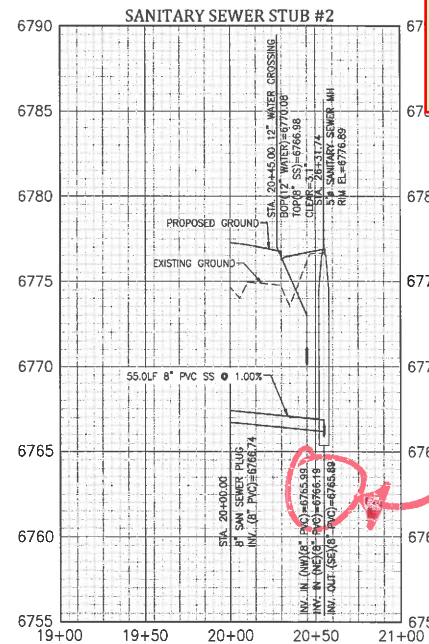 SANITARY SEWER STUB #2
6790
6785
6780
6775
6770
6765
6760
6755
STA. 20+45.00 12" WATER CROSSING
BOP(12" WATER)=6770.08
TOP(8" SS)=6766.98
CLEAR=3.1'
STA. 26+31.74
5'Ø SANITARY SEWER MH
RIM EL=6776.89
PROPOSED GROUND
EXISTING GROUND
55.0LF 8" PVC SS @ 1.00%
STA. 20+00.00
8" SAN SEWER PLUG
INV. (8" PVC)=6766.74
INV. IN (NW)(8" PVC)=6765.99
INV. IN (NE)(8" PVC)=6766.19
INV. OUT (SE)(8" PVC)=6765.89
19+00
19+50
20+00
20+50
21+00